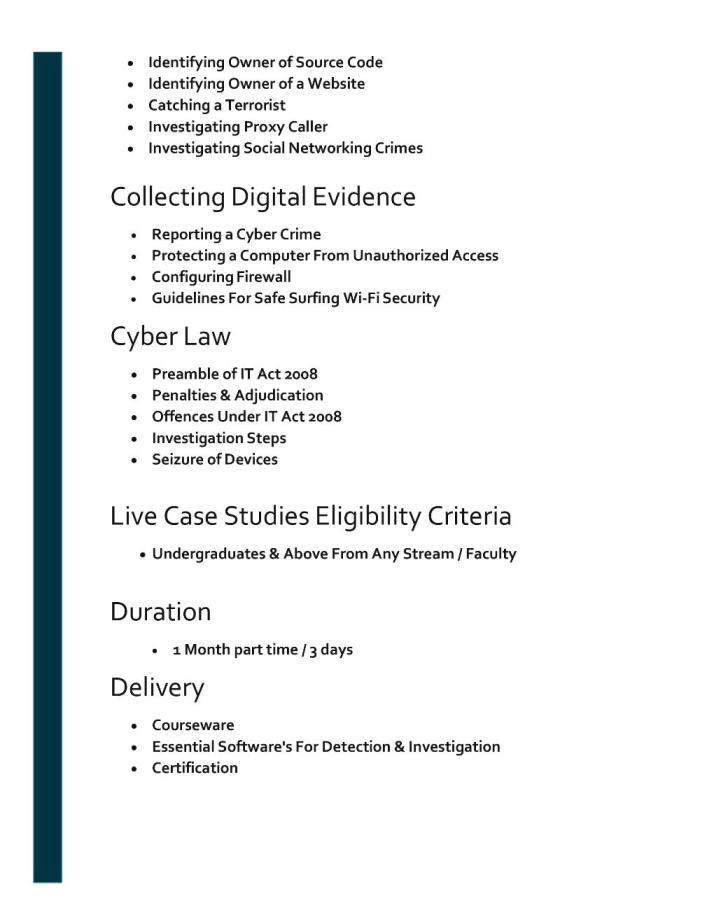 • Identifying Owner of Source Code
• Identifying Owner of a Website
• Catching a Terrorist
• Investigating Proxy Caller
• Investigating Social Networking Crimes
Collecting Digital Evidence
• Reporting a Cyber Crime
• Protecting a Computer From Unauthorized Access
• Configuring Firewall
• Guidelines For Safe Surfing Wi-Fi Security
Cyber Law
• Preamble of IT Act 2008
• Penalties & Adjudication
• Offences Under IT Act 2008
• Investigation Steps
• Seizure of Devices
Live Case Studies Eligibility Criteria
• Undergraduates & Above From Any Stream / Faculty
Duration
• 1 Month part time / 3 days
Delivery
• Courseware
• Essential Software's For Detection & Investigation
• Certification